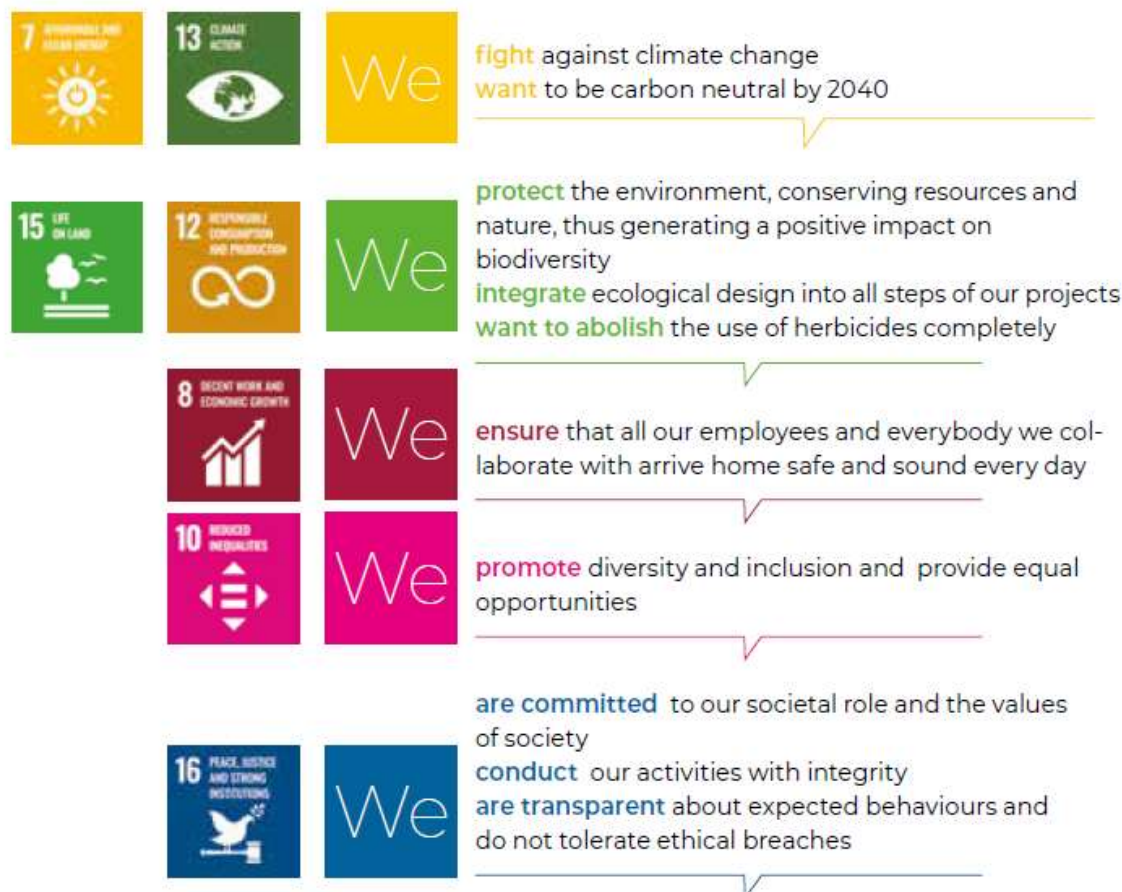 7 AFFORDABLE AND
CLEAN ENERGY
13 CLIMATE
ACTION
We
fight against climate change
want to be carbon neutral by 2040
15 LIFE
ON LAND
12 RESPONSIBLE
CONSUMPTION
AND PRODUCTION
We
protect the environment, conserving resources and
nature, thus generating a positive impact on
biodiversity
integrate ecological design into all steps of our projects
want to abolish the use of herbicides completely
8 DECENT WORK AND
ECONOMIC GROWTH
We
ensure that all our employees and everybody we col-
laborate with arrive home safe and sound every day
10 REDUCED
INEQUALITIES
We
promote diversity and inclusion and provide equal
opportunities
16 PEACE, JUSTICE
AND STRONG
INSTITUTIONS
We
are committed to our societal role and the values
of society
conduct our activities with integrity
are transparent about expected behaviours and
do not tolerate ethical breaches